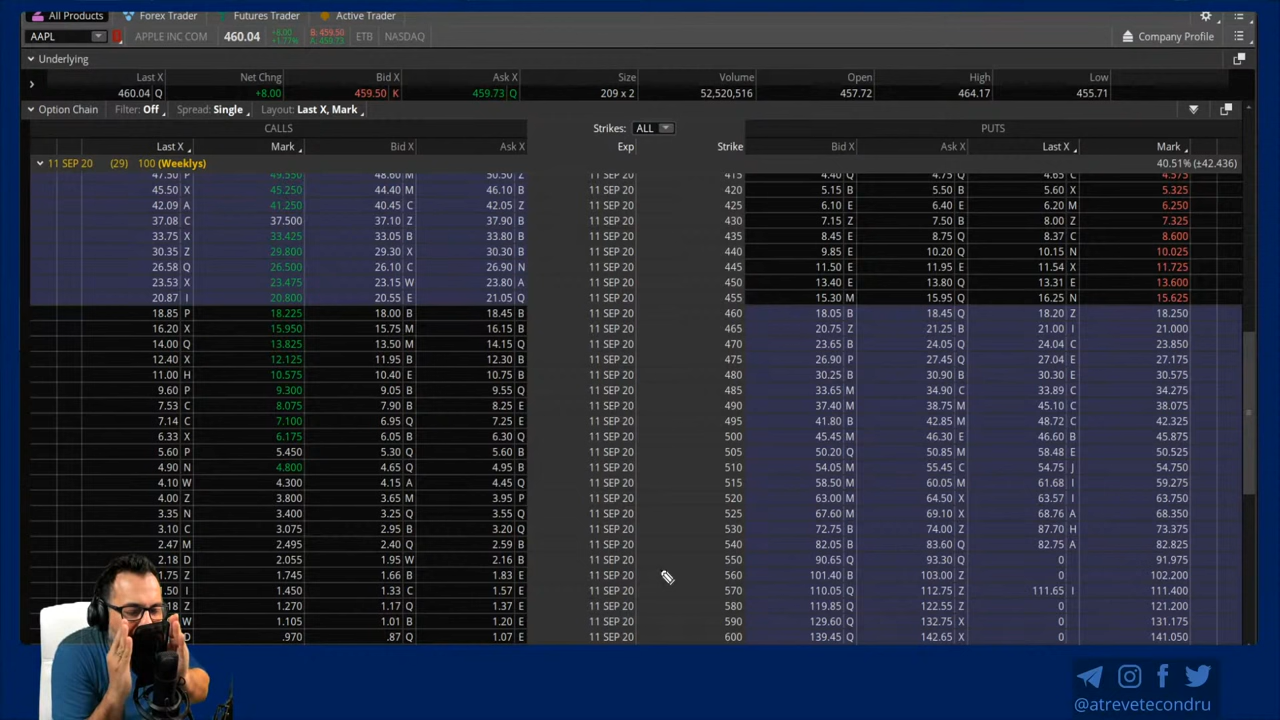 All Products Forex Trader Futures Trader Active Trader
AAPL APPLE INC COM 460.04 +8.00 +1.77% B: 459.50 A: 459.73 ETB NASDAQ Company Profile
Underlying
Last X Net Chng Bid X Ask X Size Volume Open High Low
460.04 Q +8.00 459.50 K 459.73 Q 209 x 2 52,520,516 457.72 464.17 455.71
Option Chain Filter: Off Spread: Single Layout: Last X, Mark
CALLS Strikes: ALL PUTS
Last X Mark Bid X Ask X Exp Strike Bid X Ask X Last X Mark
11 SEP 20 (29) 100 (Weeklys) 40.51% (±42.436)
47.50 P 49.550 48.60 M 50.50 Z 11 SEP 20 415 4.40 Q 4.75 Q 4.65 C 4.575
45.50 X 45.250 44.40 M 46.10 B 11 SEP 20 420 5.15 B 5.50 B 5.60 X 5.325
42.09 A 41.250 40.45 C 42.05 Z 11 SEP 20 425 6.10 E 6.40 E 6.20 M 6.250
37.08 C 37.500 37.10 Z 37.90 B 11 SEP 20 430 7.15 Z 7.50 B 8.00 Z 7.325
33.75 X 33.425 33.05 B 33.80 B 11 SEP 20 435 8.45 E 8.75 Q 8.37 C 8.600
30.35 Z 29.800 29.30 X 30.30 B 11 SEP 20 440 9.85 E 10.20 Q 10.15 N 10.025
26.58 Q 26.500 26.10 C 26.90 N 11 SEP 20 445 11.50 E 11.95 E 11.54 X 11.725
23.53 X 23.475 23.15 W 23.80 A 11 SEP 20 450 13.40 E 13.80 Q 13.31 E 13.600
20.87 I 20.800 20.55 E 21.05 Q 11 SEP 20 455 15.30 M 15.95 Q 16.25 N 15.625
18.85 P 18.225 18.00 B 18.45 B 11 SEP 20 460 18.05 B 18.45 Q 18.20 Z 18.250
16.20 X 15.950 15.75 M 16.15 B 11 SEP 20 465 20.75 Z 21.25 B 21.00 I 21.000
14.00 Q 13.825 13.50 M 14.15 Q 11 SEP 20 470 23.65 B 24.05 Q 24.04 C 23.850
12.40 X 12.125 11.95 B 12.30 B 11 SEP 20 475 26.90 P 27.45 Q 27.04 E 27.175
11.00 H 10.575 10.40 E 10.75 B 11 SEP 20 480 30.25 B 30.90 B 30.30 E 30.575
9.60 P 9.300 9.05 B 9.55 Q 11 SEP 20 485 33.65 M 34.90 C 33.89 C 34.275
7.53 C 8.075 7.90 B 8.25 E 11 SEP 20 490 37.40 M 38.75 M 45.10 C 38.075
7.14 C 7.100 6.95 Q 7.25 E 11 SEP 20 495 41.80 B 42.85 M 48.72 C 42.325
6.33 X 6.175 6.05 B 6.30 Q 11 SEP 20 500 45.45 M 46.30 E 46.60 B 45.875
5.60 P 5.450 5.30 Q 5.60 B 11 SEP 20 505 50.20 Q 50.85 M 58.48 E 50.525
4.90 N 4.800 4.65 Q 4.95 B 11 SEP 20 510 54.05 M 55.45 C 54.75 J 54.750
4.10 W 4.300 4.15 A 4.45 Q 11 SEP 20 515 58.50 M 60.05 M 61.68 I 59.275
4.00 Z 3.800 3.65 M 3.95 P 11 SEP 20 520 63.00 M 64.50 X 63.57 I 63.750
3.35 N 3.400 3.25 Q 3.55 Q 11 SEP 20 525 67.60 M 69.10 X 68.76 A 68.350
3.10 C 3.075 2.95 B 3.20 Q 11 SEP 20 530 72.75 B 74.00 Z 87.70 H 73.375
2.47 M 2.495 2.40 Q 2.59 B 11 SEP 20 540 82.05 B 83.60 Q 82.75 A 82.825
2.18 D 2.055 1.95 W 2.16 B 11 SEP 20 550 90.65 Q 93.30 Q 0 91.975
1.75 Z 1.745 1.66 B 1.83 E 11 SEP 20 560 101.40 B 103.00 Z 0 102.200
.50 I 1.450 1.33 C 1.57 E 11 SEP 20 570 110.05 Q 112.75 Z 111.65 I 111.400
Z 1.270 1.17 Q 1.37 E 11 SEP 20 580 119.85 Q 122.55 Z 0 121.200
W 1.105 1.01 B 1.20 E 11 SEP 20 590 129.60 Q 132.75 X 0 131.175
D .970 .87 Q 1.07 E 11 SEP 20 600 139.45 Q 142.65 X 0 141.050
@atrevetecondru